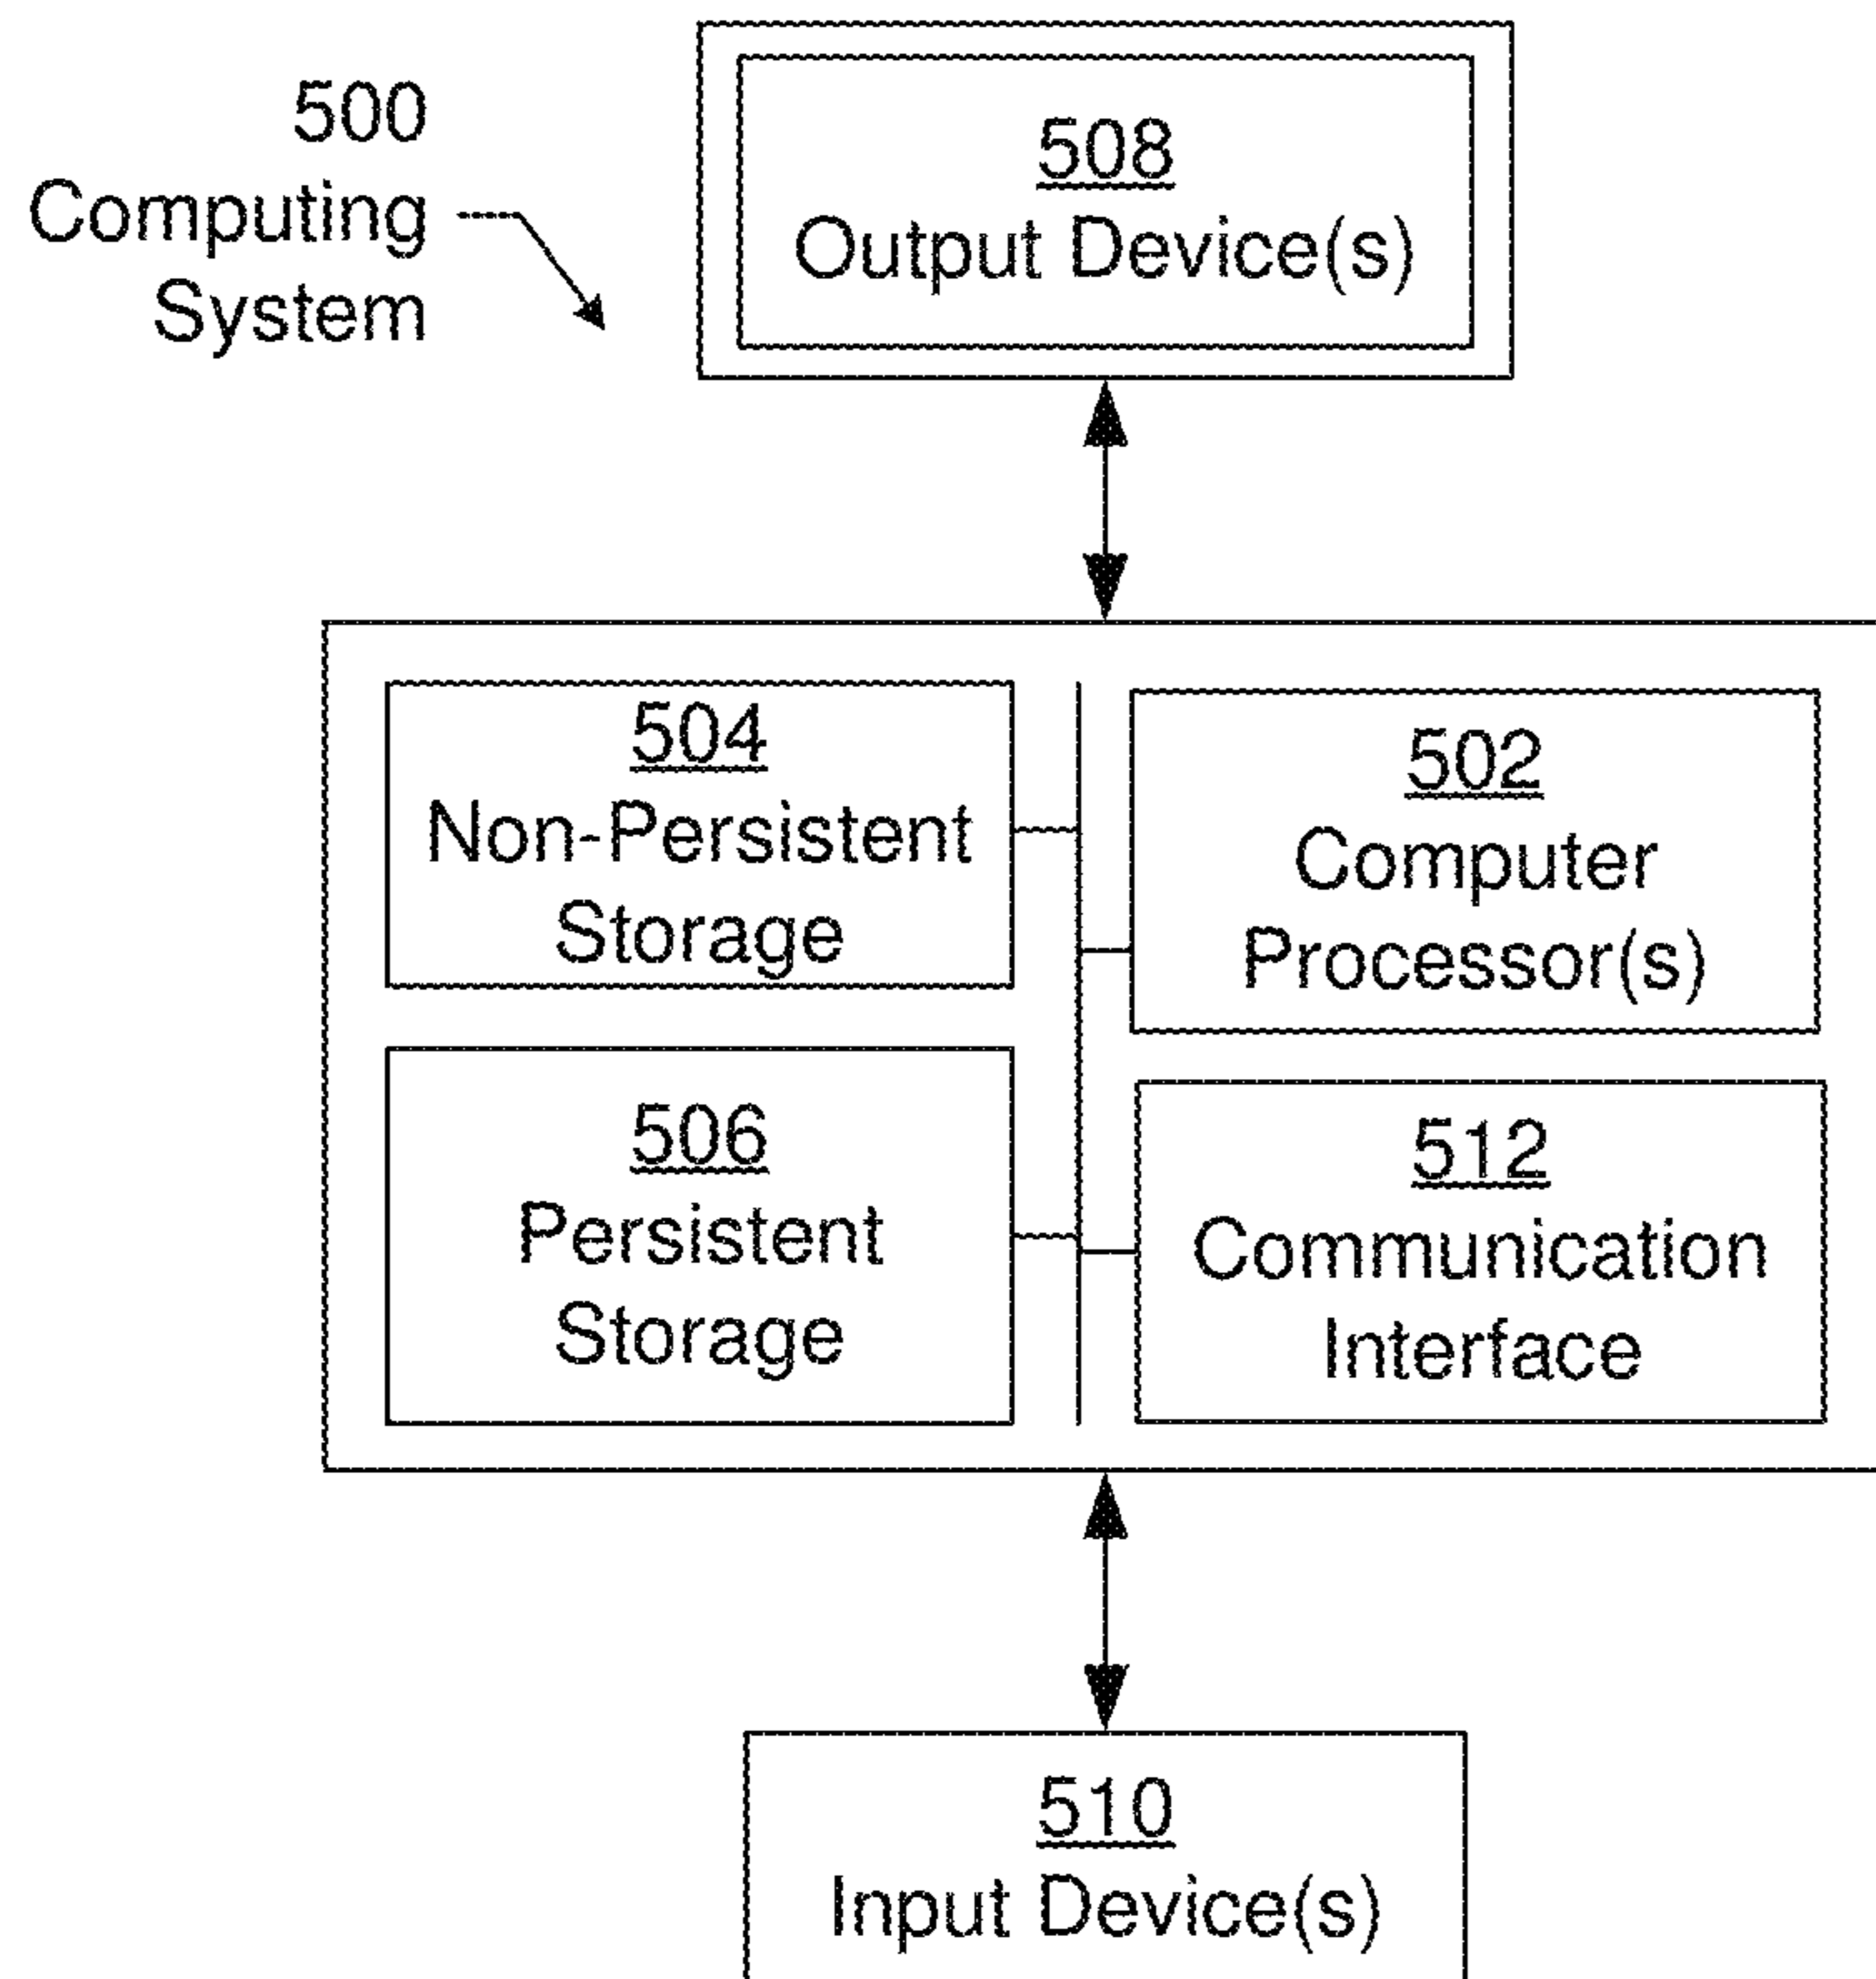 500
Computing
System
508
Output Device(s)
504
Non-Persistent
Storage
502
Computer
Processor(s)
506
Persistent
Storage
512
Communication
Interface
510
Input Device(s)